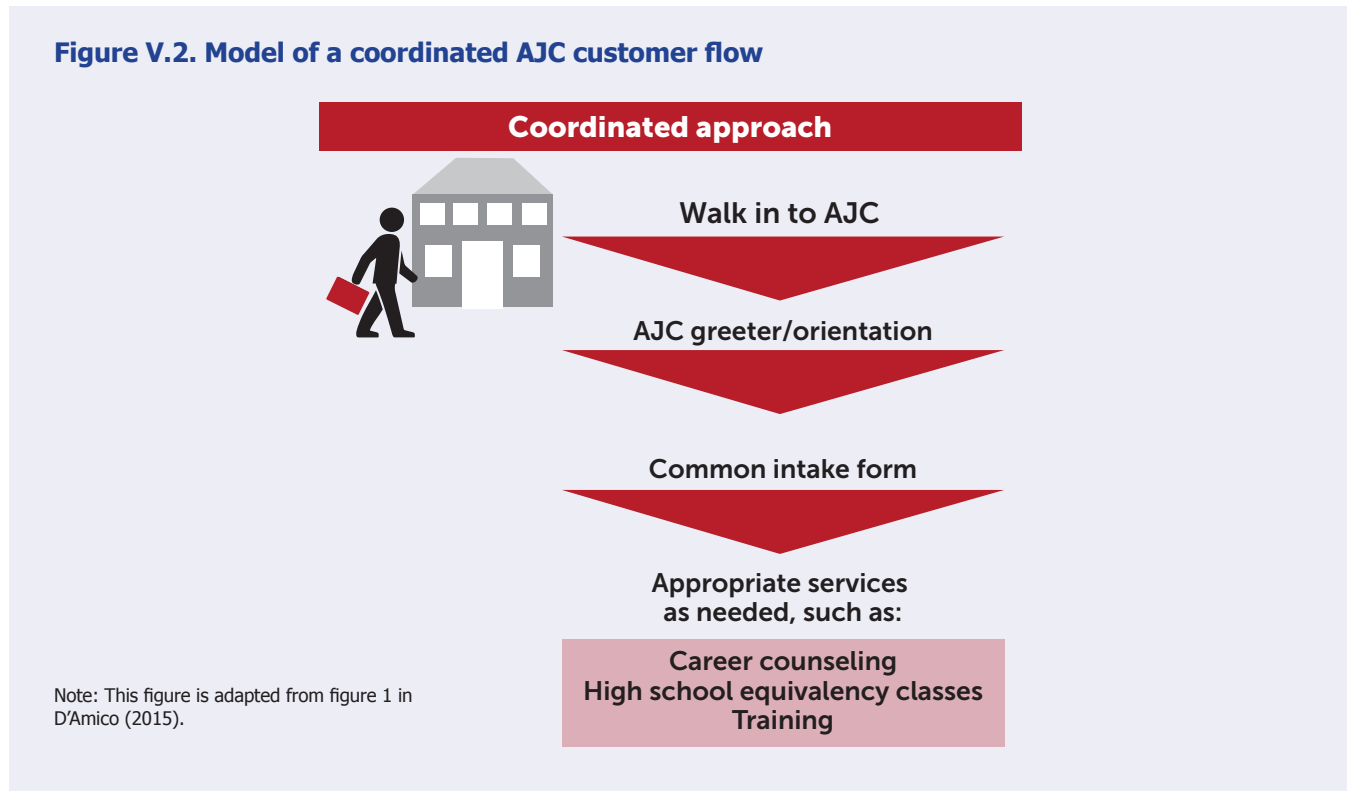 Figure V.2. Model of a coordinated AJC customer flow
Coordinated approach
Walk in to AJC
AJC greeter/orientation
Common intake form
Appropriate services
as needed, such as:
Career counseling
High school equivalency classes
Training
Note: This figure is adapted from figure 1 in
D’Amico (2015).